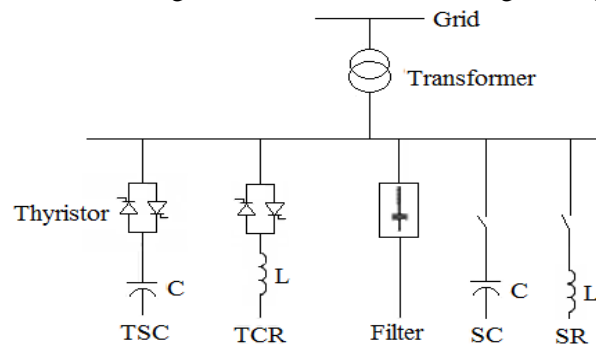 Grid
Transformer
Thyristor
C
L
C
L
TSC
TCR
Filter
SC
SR